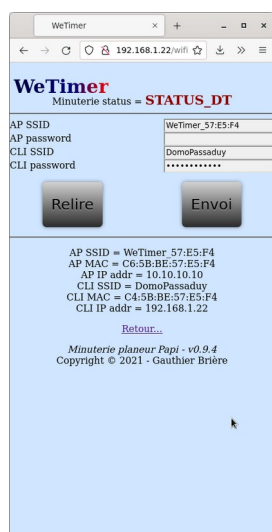 WeTimer
192.168.1.22/wifi
WeTimer
Minuterie status = STATUS_DT
AP SSID WeTimer_57:E5:F4
AP password
CLI SSID DomoPassaduy
CLI password ••••••••••••
Relire Envoi
AP SSID = WeTimer_57:E5:F4
AP MAC = C6:5B:BE:57:E5:F4
AP IP addr = 10.10.10.10
CLI SSID = DomoPassaduy
CLI MAC = C4:5B:BE:57:E5:F4
CLI IP addr = 192.168.1.22
Retour...
Minuterie planeur Papi - v0.9.4
Copyright © 2021 - Gauthier Brière